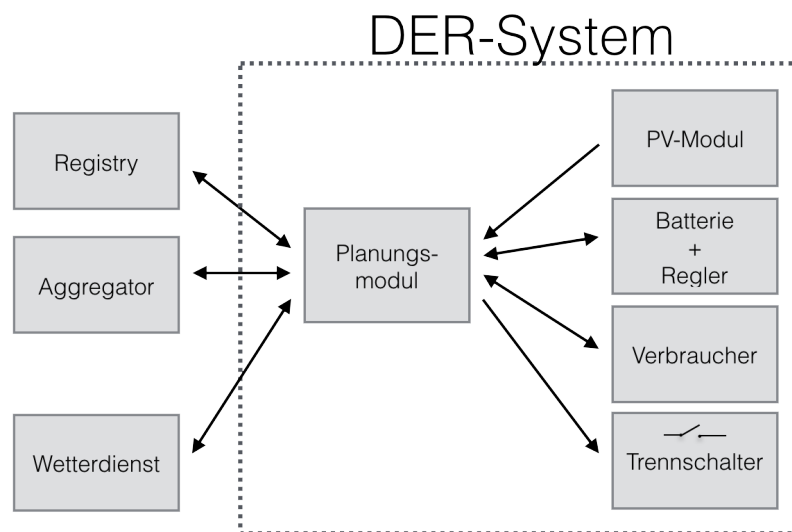 DER-System
Registry
Aggregator
Wetterdienst
Planungs-
modul
PV-Modul
Batterie
+
Regler
Verbraucher
Trennschalter